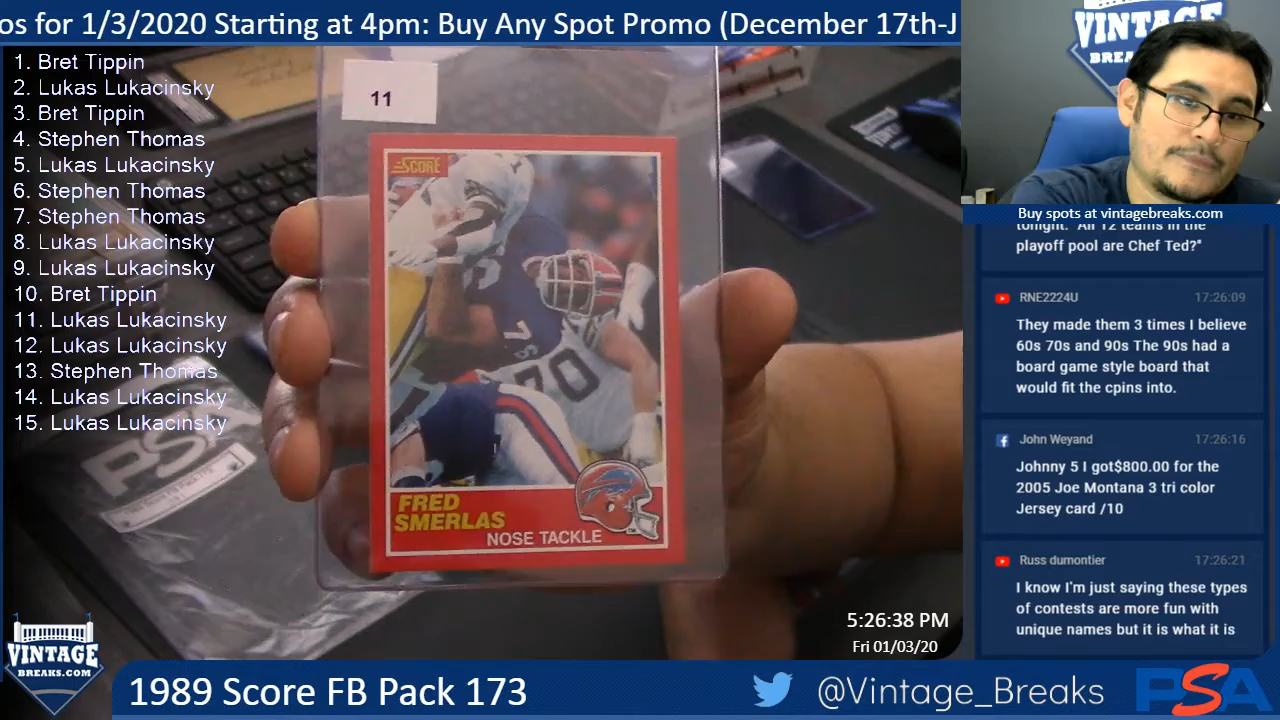 os for 1/3/2020 Starting at 4pm: Buy Any Spot Promo (December 17th-J
1. Bret Tippin
2. Lukas Lukacinsky
3. Bret Tippin
4. Stephen Thomas
5. Lukas Lukacinsky
6. Stephen Thomas
7. Stephen Thomas
8. Lukas Lukacinsky
9. Lukas Lukacinsky
10. Bret Tippin
11. Lukas Lukacinsky
12. Lukas Lukacinsky
13. Stephen Thomas
14. Lukas Lukacinsky
15. Lukas Lukacinsky
11
SCORE
70
FRED
SMERLAS
NOSE TACKLE
PSA
VINTAGE
BREA
Buy spots at vintagebreaks.com
tonight. "All 12 teams in the
playoff pool are Chef Ted?"
RNE2224U 17:26:09
They made them 3 times I believe
60s 70s and 90s The 90s had a
board game style board that
would fit the cpins into.
John Weyand 17:26:16
Johnny 5 I got$800.00 for the
2005 Joe Montana 3 tri color
Jersey card /10
Russ dumontier 17:26:21
I know I'm just saying these types
of contests are more fun with
unique names but it is what it is
5:26:38 PM
Fri 01/03/20
VINTAGE
BREAKS.COM
1989 Score FB Pack 173
@Vintage_Breaks
PSA